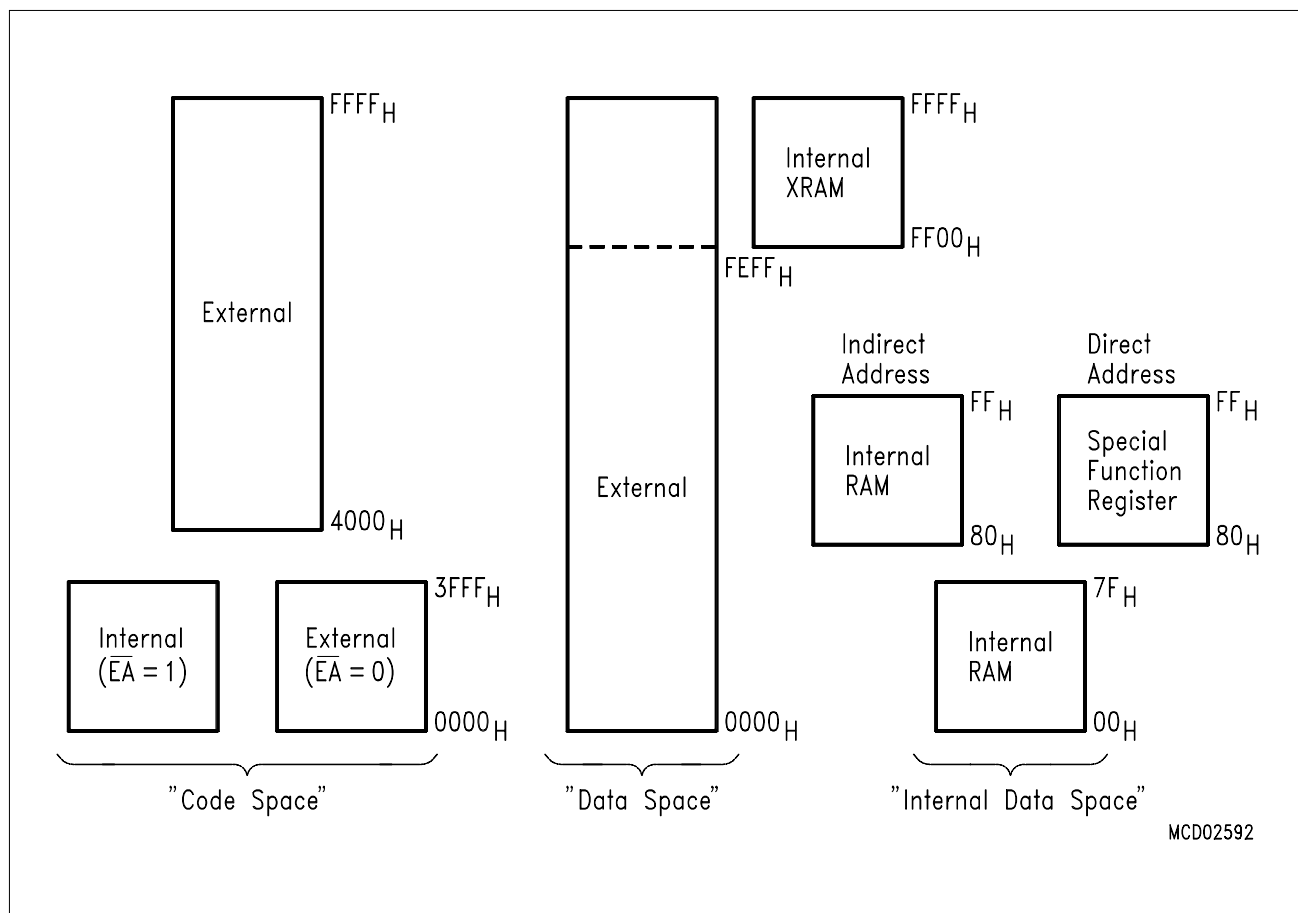 FFFFH
External
4000H
Internal
(EA = 1)
External
(EA = 0)
3FFFH
0000H
"Code Space"
FEFFH
External
0000H
Internal
XRAM
FFFFH
FF00H
"Data Space"
Indirect
Address
FFH
Internal
RAM
80H
Direct
Address
FFH
Special
Function
Register
80H
7FH
Internal
RAM
00H
"Internal Data Space"
MCD02592